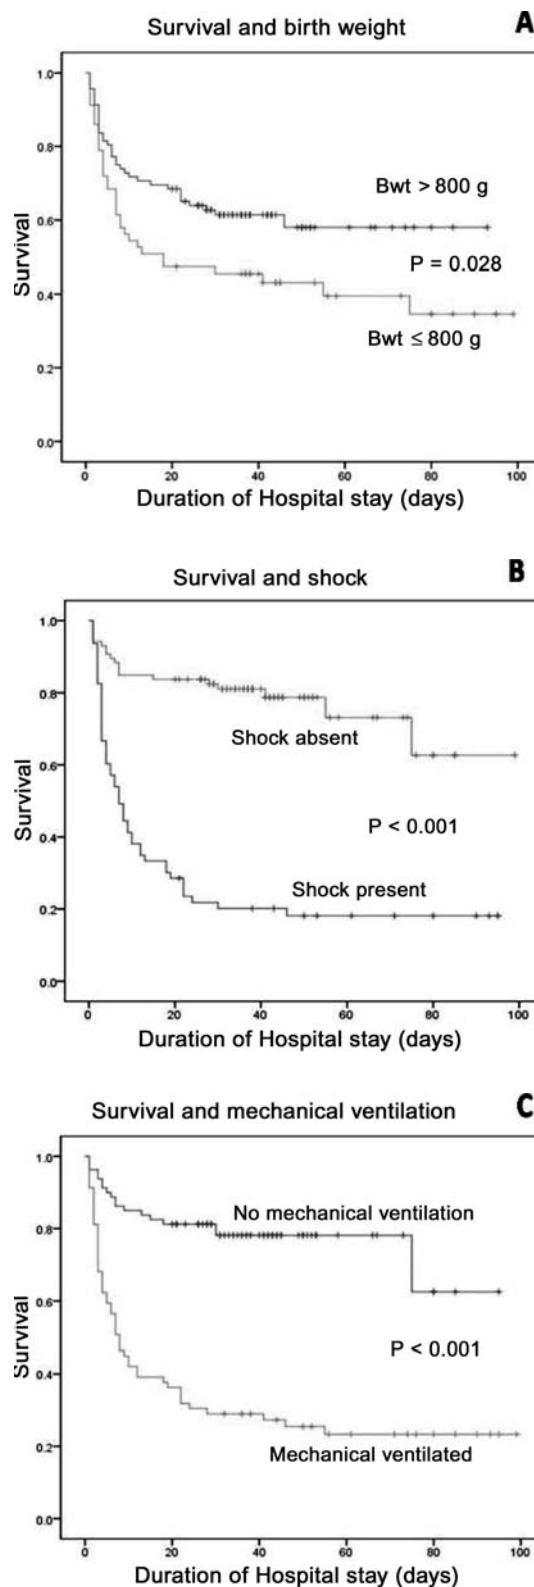 Survival and birth weight A
1.0
0.8
0.6
0.4
0.2
0.0
Survival
Bwt > 800 g
P = 0.028
Bwt ≤ 800 g
0 20 40 60 80 100
Duration of Hospital stay (days)
Survival and shock B
1.0
0.8
0.6
0.4
0.2
0.0
Survival
Shock absent
P < 0.001
Shock present
0 20 40 60 80 100
Duration of Hospital stay (days)
Survival and mechanical ventilation C
1.0
0.8
0.6
0.4
0.2
0.0
Survival
No mechanical ventilation
P < 0.001
Mechanical ventilated
0 20 40 60 80 100
Duration of Hospital stay (days)